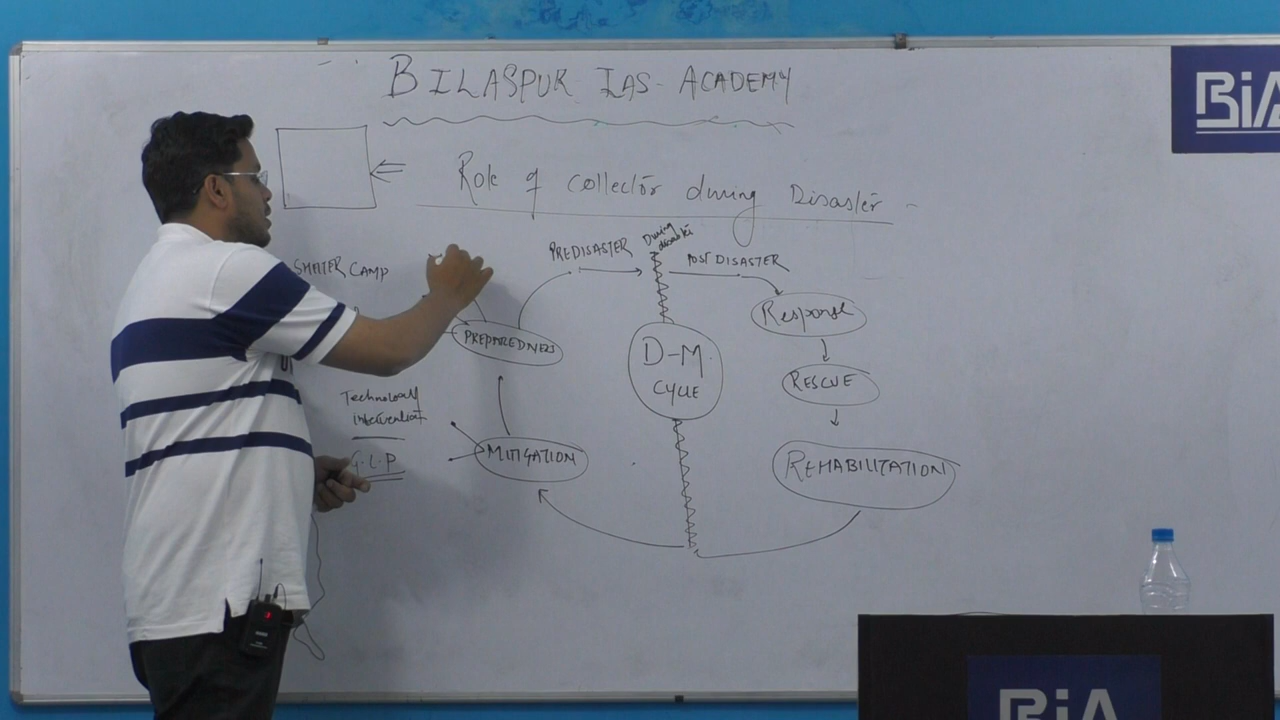 BILASPUR IAS - ACADEMY
BiA
Role of Collector during Disaster -
PREDISASTER
During
disaster
POST DISASTER
SHELTER CAMP
Response
PREPAREDNESS
D-M
CYCLE
RESCUE
Technology
intervention
MITIGATION
G.L.P
REHABILITATION
BiA